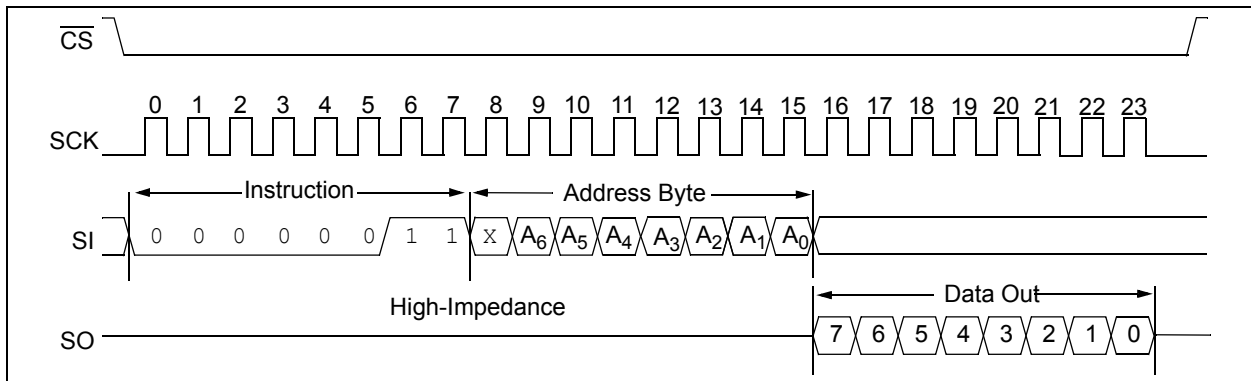 CS
0 1 2 3 4 5 6 7 8 9 10 11 12 13 14 15 16 17 18 19 20 21 22 23
SCK
Instruction Address Byte
SI 0 0 0 0 0 0 1 1 X A6 A5 A4 A3 A2 A1 A0
High-Impedance Data Out
SO 7 6 5 4 3 2 1 0